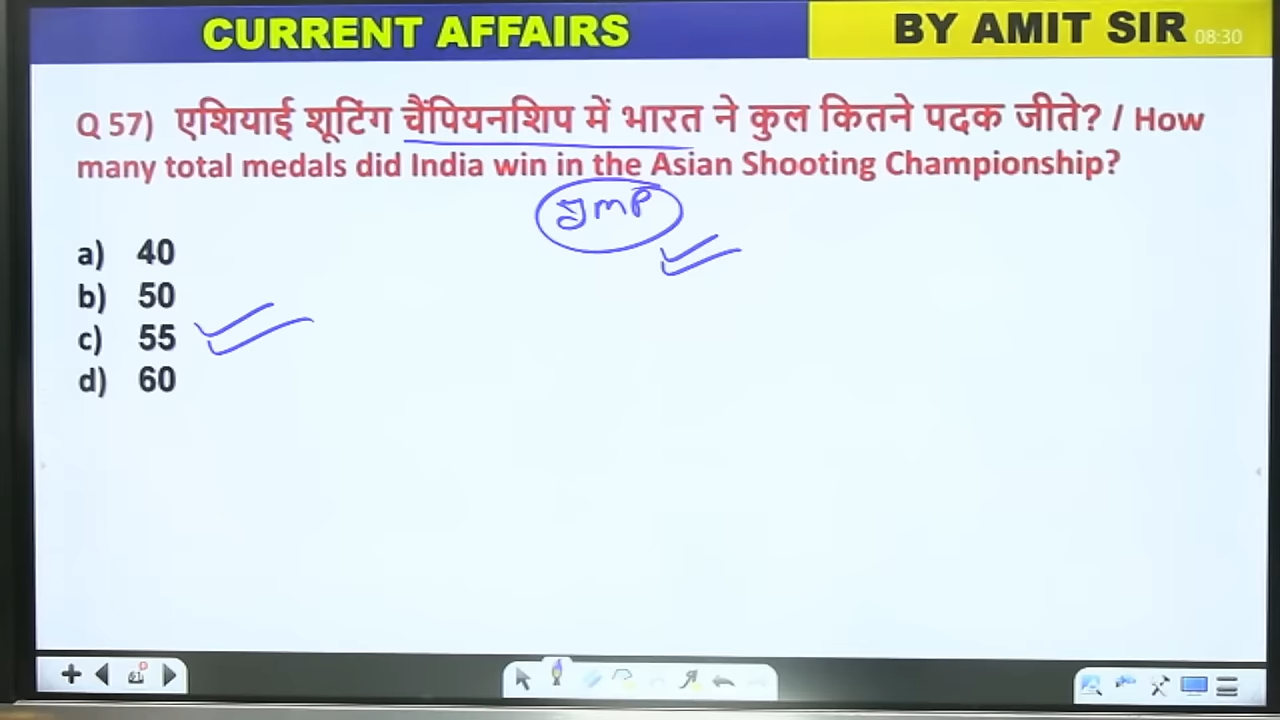 CURRENT AFFAIRS
BY AMIT SIR
08:30
Q 57) एशियाई शूटिंग चैंपियनशिप में भारत ने कुल कितने पदक जीते? / How
many total medals did India win in the Asian Shooting Championship?
Imp
a) 40
b) 50
c) 55
d) 60